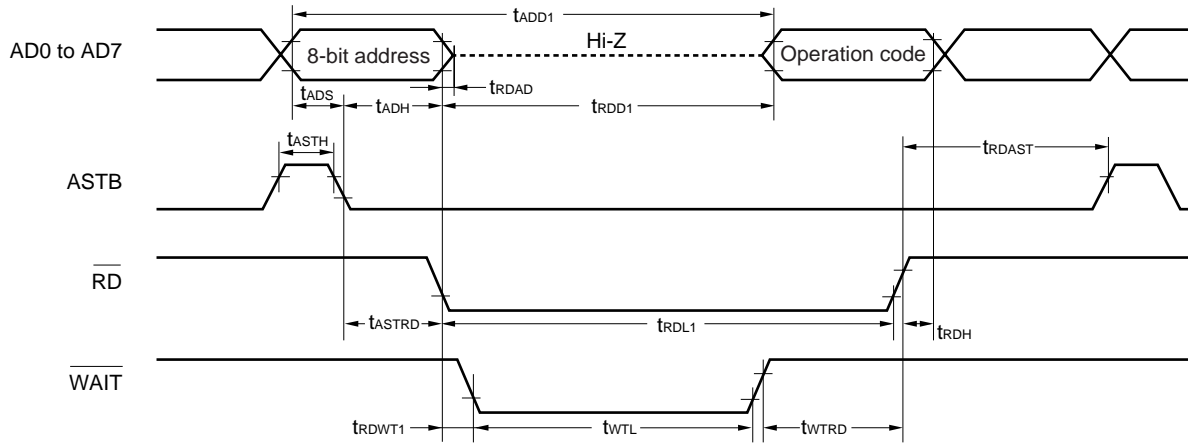 tADD1
AD0 to AD7
8-bit address
Hi-Z
Operation code
tADS
tADH
tRDAD
tRDD1
tASTH
tRDAST
ASTB
RD
tASTRD
tRDL1
tRDH
WAIT
tRDWT1
tWTL
tWTRD